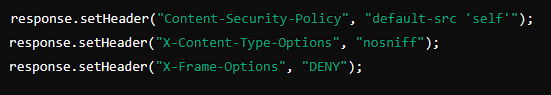 response.setHeader("Content-Security-Policy", "default-src 'self'");
response.setHeader("X-Content-Type-Options", "nosniff");
response.setHeader("X-Frame-Options", "DENY");